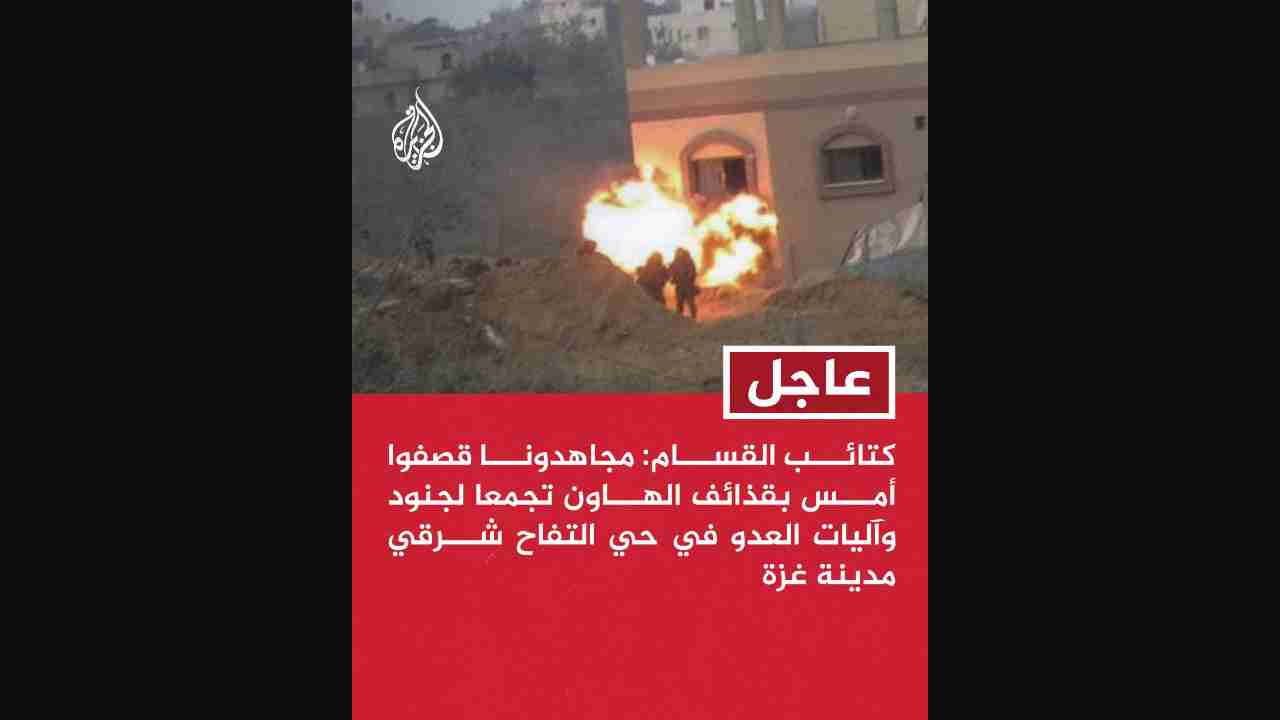 الجزيرة
عاجل
كتائب القسام: مجاهدونا قصفوا
أمس بقذائف الهاون تجمعا لجنود
وآليات العدو في حي التفاح شرقي
مدينة غزة